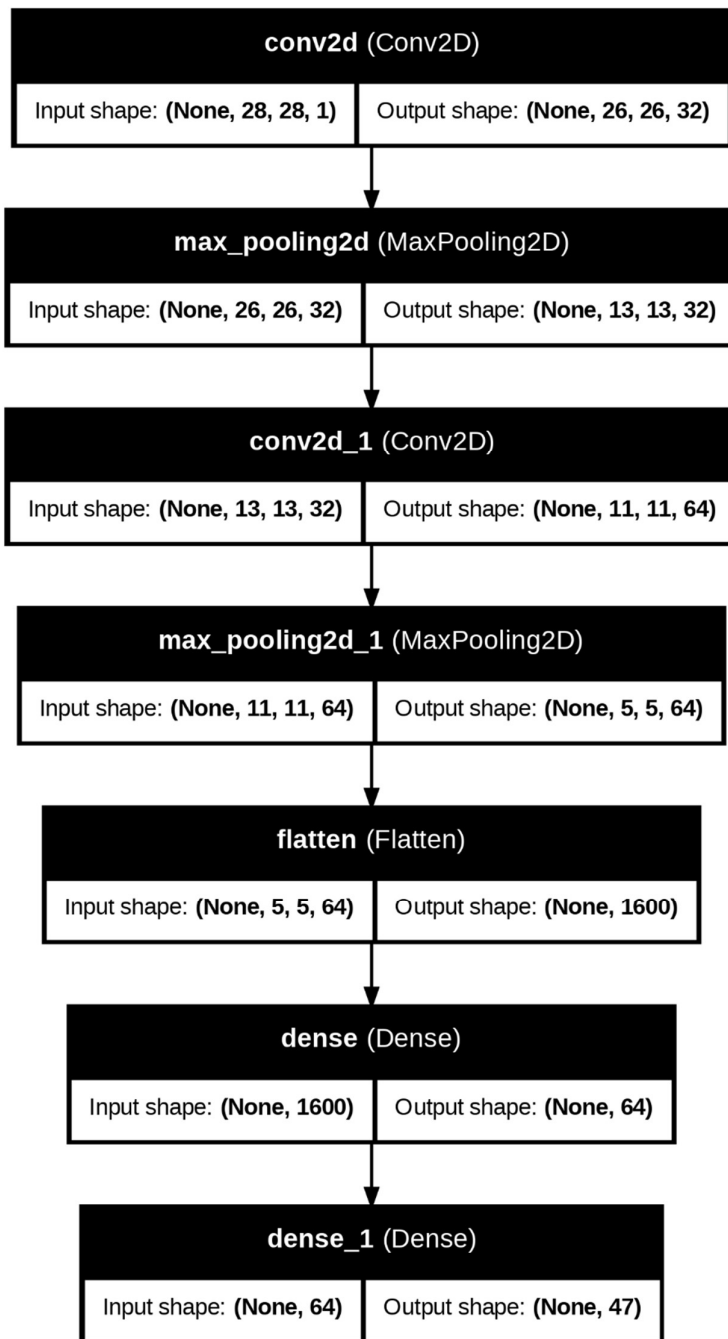 conv2d (Conv2D)
Input shape: (None, 28, 28, 1) Output shape: (None, 26, 26, 32)
max_pooling2d (MaxPooling2D)
Input shape: (None, 26, 26, 32) Output shape: (None, 13, 13, 32)
conv2d_1 (Conv2D)
Input shape: (None, 13, 13, 32) Output shape: (None, 11, 11, 64)
max_pooling2d_1 (MaxPooling2D)
Input shape: (None, 11, 11, 64) Output shape: (None, 5, 5, 64)
flatten (Flatten)
Input shape: (None, 5, 5, 64) Output shape: (None, 1600)
dense (Dense)
Input shape: (None, 1600) Output shape: (None, 64)
dense_1 (Dense)
Input shape: (None, 64) Output shape: (None, 47)